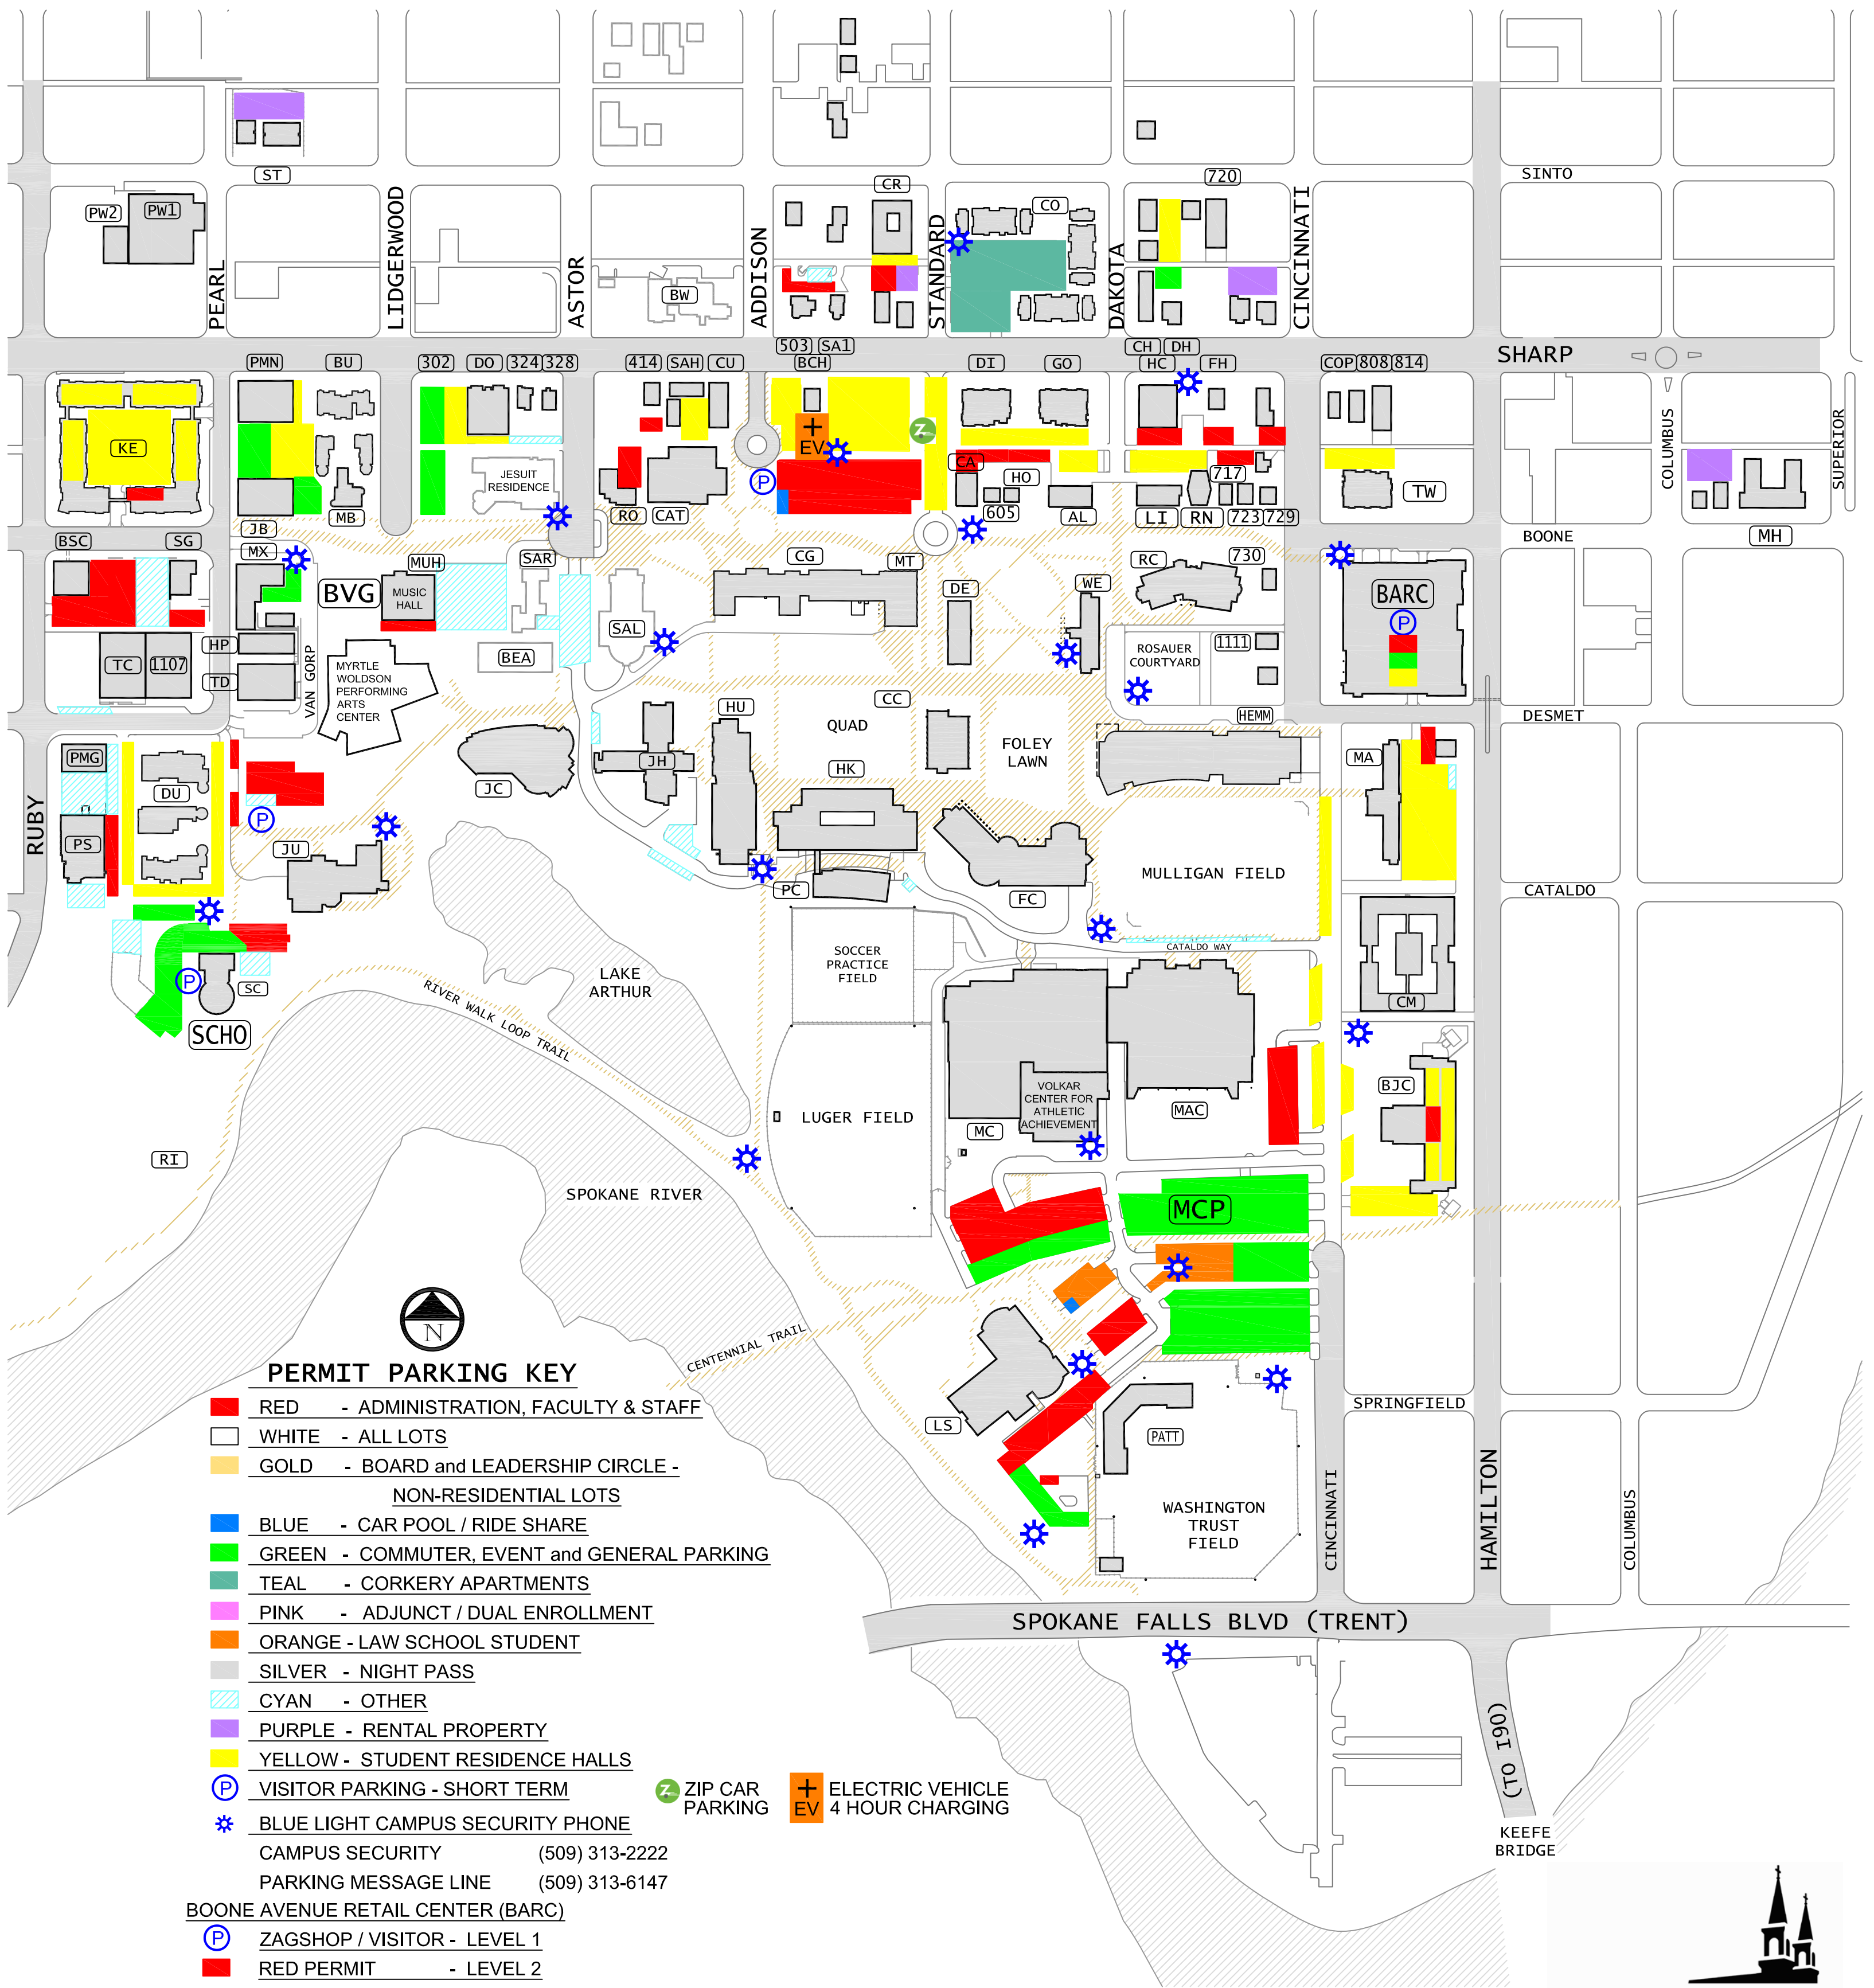 ST
SINTO
PW2
PW1
CR
720
CO
PEARL
LIDGERWOOD
ASTOR
BW
ADDISON
STANDARD
DAKOTA
CINCINNATI
SHARP
PMN
BU
302
DO
324
328
414
SAH
CU
503
SA1
BCH
DI
GO
CH
DH
HC
FH
COP
808
814
KE
EV
Z
CA
HO
717
TW
COLUMBUS
SUPERIOR
JESUIT
RESIDENCE
P
JB
MB
RO
CAT
605
AL
LI
RN
723
729
BOONE
MH
BSC
SG
MX
MUH
SAR
CG
MT
RC
730
BVG
MUSIC
HALL
DE
WE
BARC
P
SAL
TC
1107
HP
TD
VAN GORP
BEA
ROSAUER
COURTYARD
1111
MYRTLE
WOLDSON
PERFORMING
ARTS
CENTER
HU
CC
QUAD
HEMM
DESMET
PMG
DU
JC
JH
HK
FOLEY
LAWN
MA
RUBY
PS
P
JU
PC
FC
MULLIGAN FIELD
CATALDO
CATALDO WAY
SOCCER
PRACTICE
FIELD
LAKE
ARTHUR
P
SC
SCHO
CM
RIVER WALK LOOP TRAIL
RI
LUGER FIELD
VOLKAR
CENTER FOR
ATHLETIC
ACHIEVEMENT
MC
MAC
BJC
SPOKANE RIVER
MCP
CENTENNIAL TRAIL
N
LS
PATT
SPRINGFIELD
WASHINGTON
TRUST
FIELD
CINCINNATI
HAMILTON
COLUMBUS
SPOKANE FALLS BLVD (TRENT)
(TO I90)
KEEFE
BRIDGE
PERMIT PARKING KEY
RED - ADMINISTRATION, FACULTY & STAFF
WHITE - ALL LOTS
GOLD - BOARD and LEADERSHIP CIRCLE -
NON-RESIDENTIAL LOTS
BLUE - CAR POOL / RIDE SHARE
GREEN - COMMUTER, EVENT and GENERAL PARKING
TEAL - CORKERY APARTMENTS
PINK - ADJUNCT / DUAL ENROLLMENT
ORANGE - LAW SCHOOL STUDENT
SILVER - NIGHT PASS
CYAN - OTHER
PURPLE - RENTAL PROPERTY
YELLOW - STUDENT RESIDENCE HALLS
P VISITOR PARKING - SHORT TERM
Z ZIP CAR
PARKING
EV ELECTRIC VEHICLE
4 HOUR CHARGING
BLUE LIGHT CAMPUS SECURITY PHONE
CAMPUS SECURITY (509) 313-2222
PARKING MESSAGE LINE (509) 313-6147
BOONE AVENUE RETAIL CENTER (BARC)
P ZAGSHOP / VISITOR - LEVEL 1
RED PERMIT - LEVEL 2